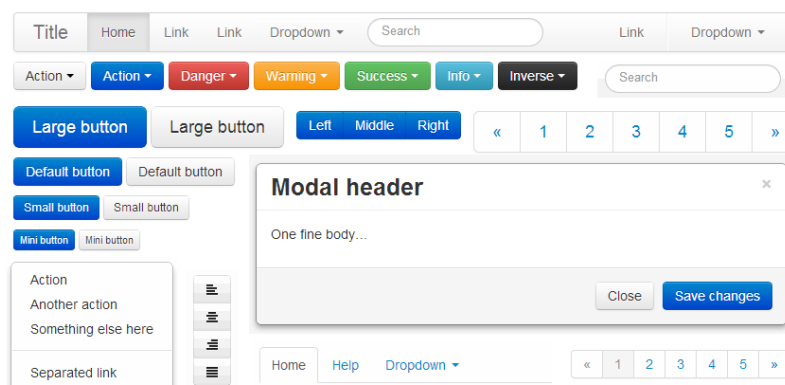 Title Home Link Link Dropdown Search Link Dropdown
Action Action Danger Warning Success Info Inverse Search
Large button Large button Left Middle Right « 1 2 3 4 5 »
Default button Default button
Small button Small button
Mini button Mini button
Modal header ×
One fine body…
Close Save changes
Action
Another action
Something else here
Separated link
Home Help Dropdown « 1 2 3 4 5 »